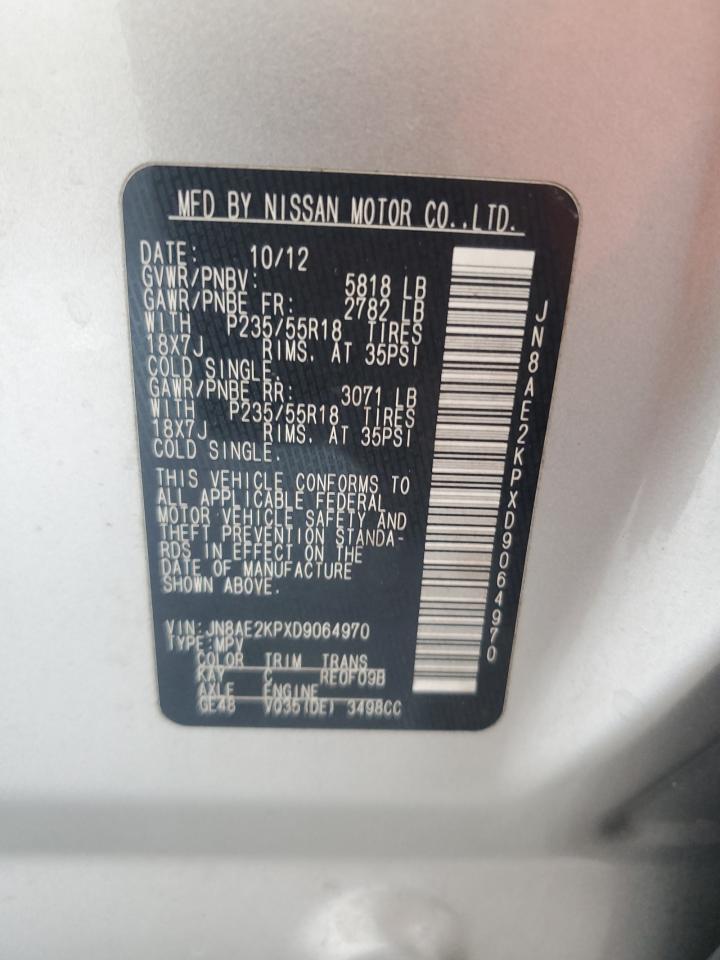 MFD BY NISSAN MOTOR CO.,LTD.
DATE: 10/12
GVWR/PNBV: 5818 LB
GAWR/PNBE FR: 2782 LB
WITH P235/55R18 TIRES
18X7J RIMS. AT 35PSI
COLD SINGLE.
GAWR/PNBE RR: 3071 LB
WITH P235/55R18 TIRES
18X7J RIMS. AT 35PSI
COLD SINGLE.
THIS VEHICLE CONFORMS TO
ALL APPLICABLE FEDERAL
MOTOR VEHICLE SAFETY AND
THEFT PREVENTION STANDA-
RDS IN EFFECT ON THE
DATE OF MANUFACTURE
SHOWN ABOVE.
VIN: JN8AE2KPXD9064970
TYPE: MPV
COLOR TRIM TRANS
KAY C RE0F09B
AXLE ENGINE
GE48 VQ35(DE) 3498CC
JN8AE2KPXD9064970